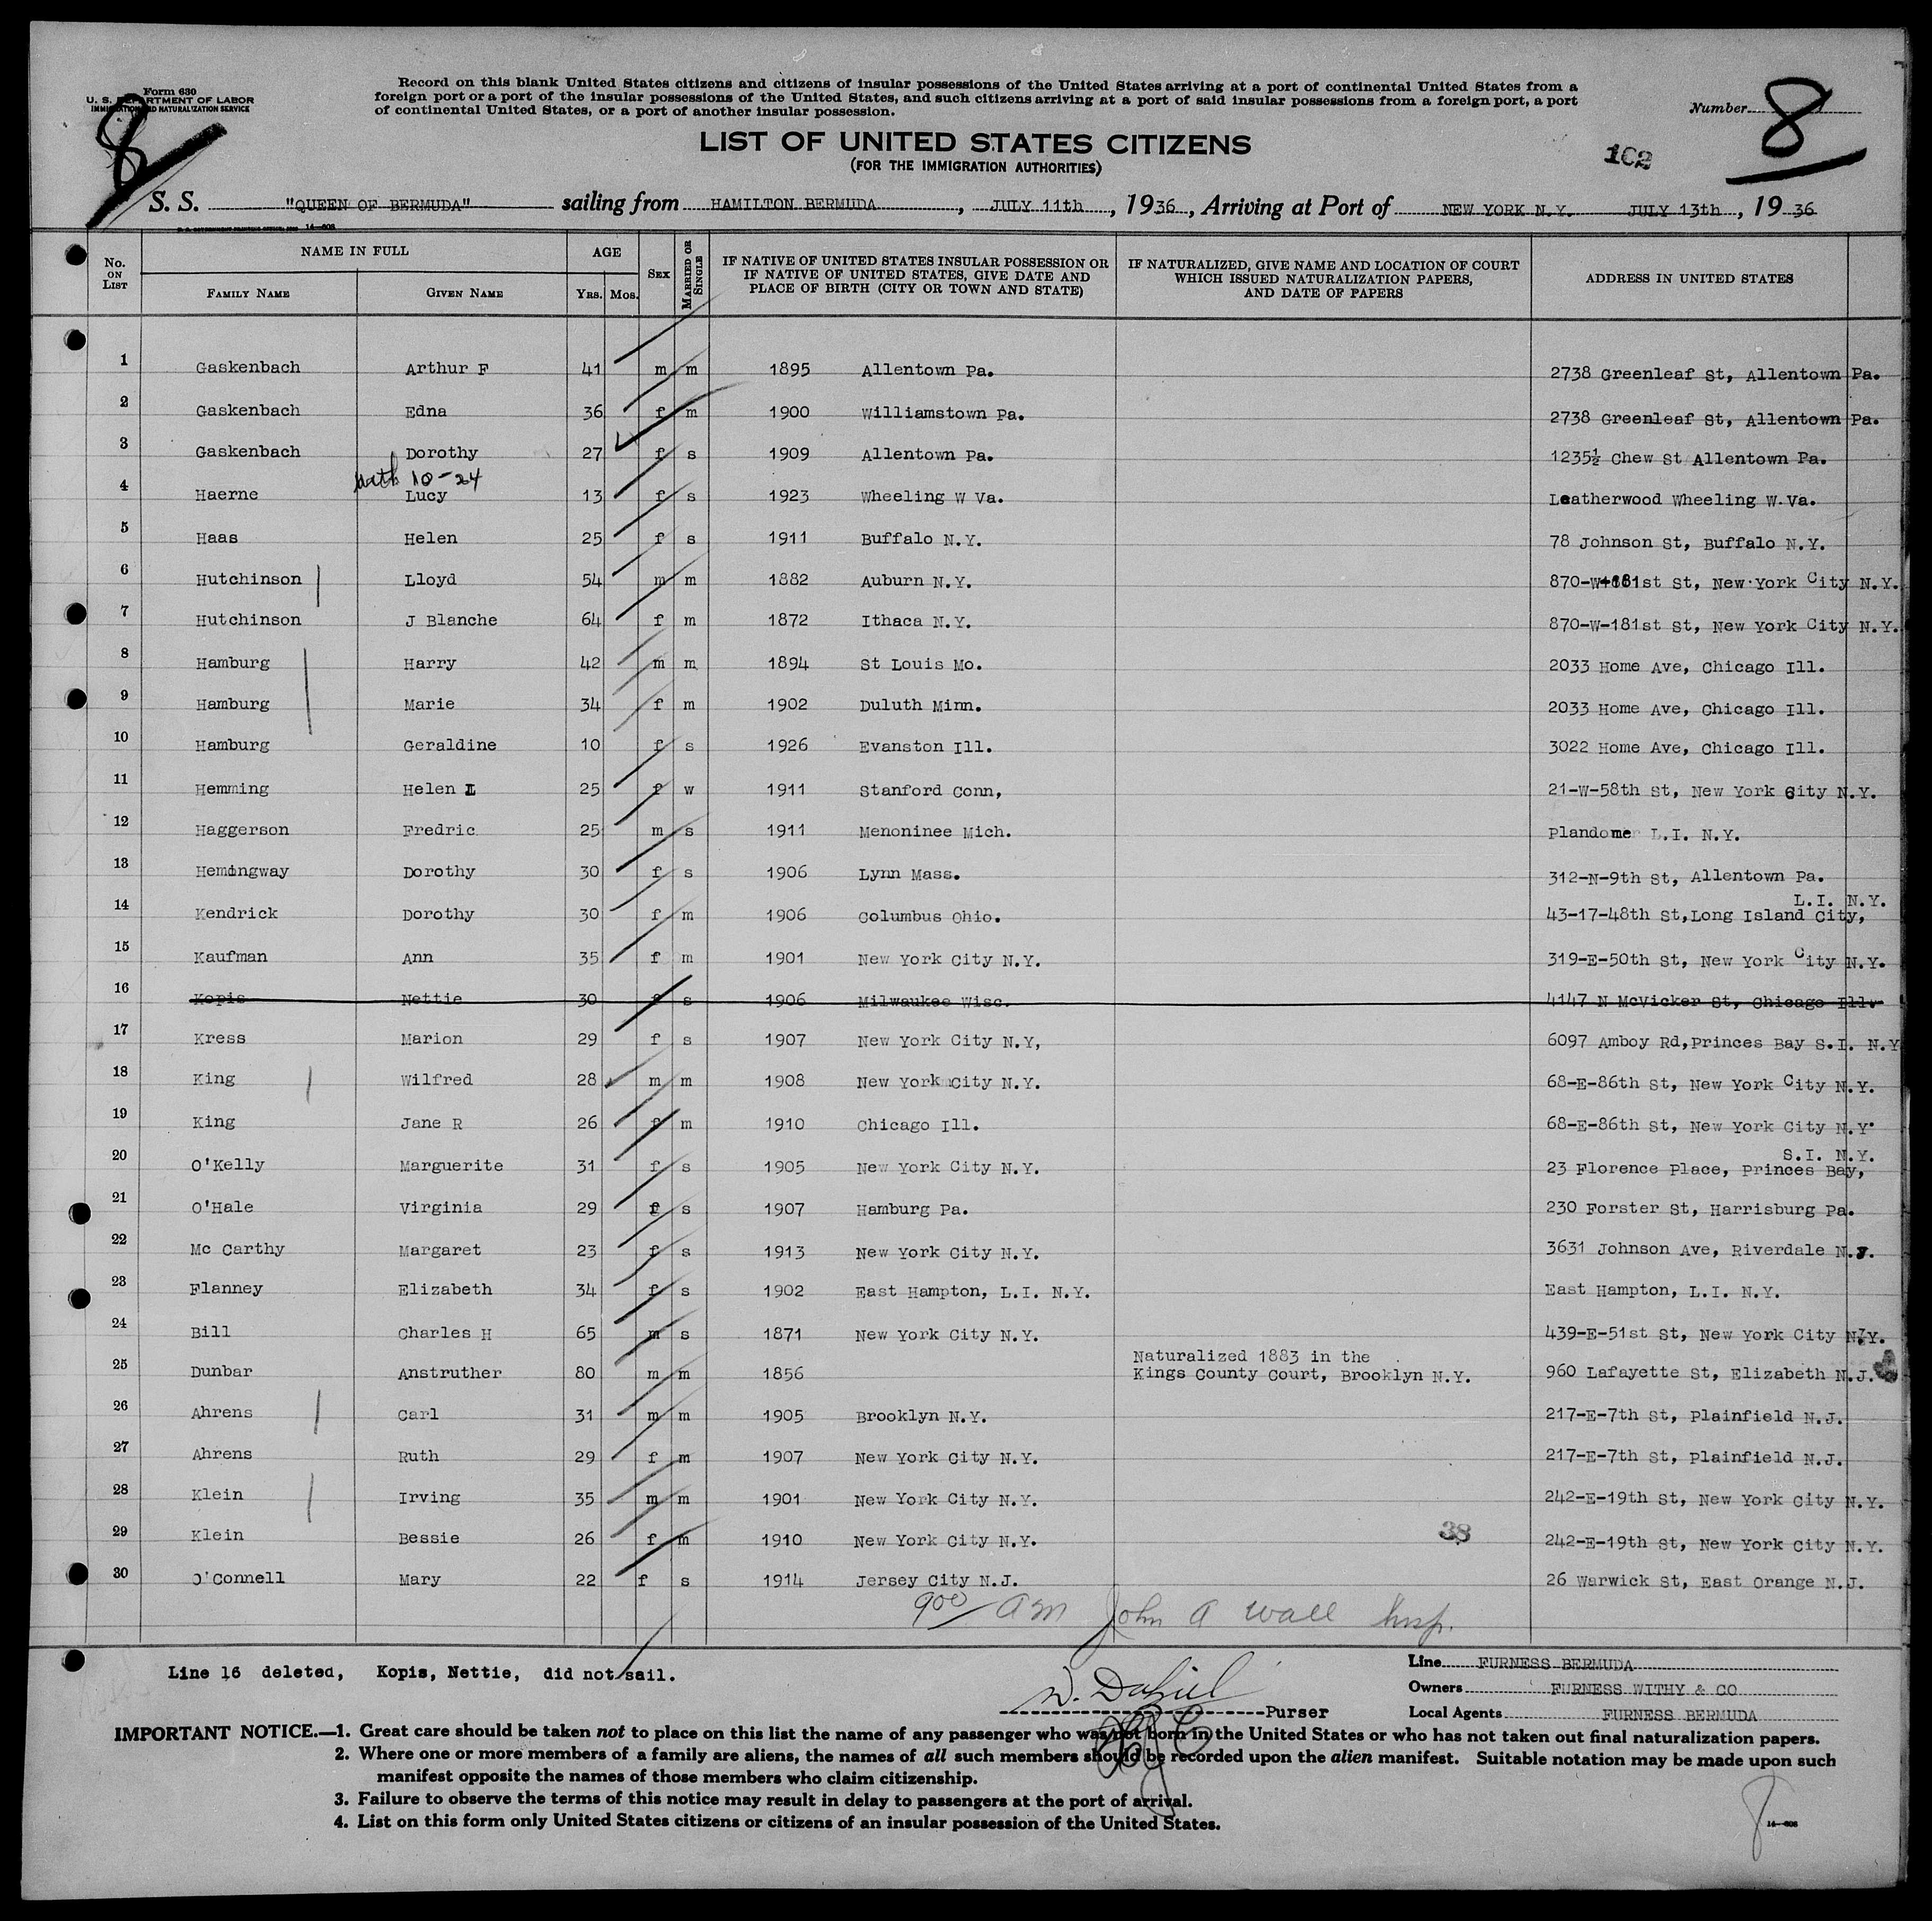 Form 630
U. S. DEPARTMENT OF LABOR
IMMIGRATION AND NATURALIZATION SERVICE
8
Record on this blank United States citizens and citizens of insular possessions of the United States arriving at a port of continental United States from a
foreign port or a port of the insular possessions of the United States, and such citizens arriving at a port of said insular possessions from a foreign port, a port
of continental United States, or a port of another insular possession.
Number 8
LIST OF UNITED STATES CITIZENS
(FOR THE IMMIGRATION AUTHORITIES)
102
S. S. "QUEEN OF BERMUDA" sailing from HAMILTON BERMUDA, JULY 11th, 1936, Arriving at Port of NEW YORK N.Y. JULY 13th, 1936
No. ON LIST NAME IN FULL FAMILY NAME GIVEN NAME AGE YRS. MOS. SEX MARRIED OR SINGLE IF NATIVE OF UNITED STATES INSULAR POSSESSION OR IF NATIVE OF UNITED STATES, GIVE DATE AND PLACE OF BIRTH (CITY OR TOWN AND STATE) IF NATURALIZED, GIVE NAME AND LOCATION OF COURT WHICH ISSUED NATURALIZATION PAPERS, AND DATE OF PAPERS ADDRESS IN UNITED STATES
1 Gaskenbach Arthur F 41 m m 1895 Allentown Pa. 2738 Greenleaf St, Allentown Pa.
2 Gaskenbach Edna 36 f m 1900 Williamstown Pa. 2738 Greenleaf St, Allentown Pa.
3 Gaskenbach Dorothy 27 f s 1909 Allentown Pa. 1235½ Chew St Allentown Pa.
10-24
4 Haerne Lucy 13 f s 1923 Wheeling W Va. Leatherwood Wheeling W.Va.
5 Haas Helen 25 f s 1911 Buffalo N.Y. 78 Johnson St, Buffalo N.Y.
6 Hutchinson Lloyd 54 m m 1882 Auburn N.Y. 870-W-181st St, New York City N.Y.
7 Hutchinson J Blanche 64 f m 1872 Ithaca N.Y. 870-W-181st St, New York City N.Y.
8 Hamburg Harry 42 m m 1894 St Louis Mo. 2033 Home Ave, Chicago Ill.
9 Hamburg Marie 34 f m 1902 Duluth Minn. 2033 Home Ave, Chicago Ill.
10 Hamburg Geraldine 10 f s 1926 Evanston Ill. 3022 Home Ave, Chicago Ill.
11 Hemming Helen L 25 f w 1911 Stanford Conn, 21-W-58th St, New York City N.Y.
12 Haggerson Fredric 25 m s 1911 Menoninee Mich. Plandome L.I. N.Y.
13 Hemingway Dorothy 30 f s 1906 Lynn Mass. 312-N-9th St, Allentown Pa.
14 Kendrick Dorothy 30 f m 1906 Columbus Ohio. 43-17-48th St,Long Island City, L.I. N.Y.
15 Kaufman Ann 35 f m 1901 New York City N.Y. 319-E-50th St, New York City N.Y.
16 Kopis Nettie 30 f s 1906 Milwaukee Wisc. 4147 N McVicker St, Chicago Ill.
17 Kress Marion 29 f s 1907 New York City N.Y, 6097 Amboy Rd,Princes Bay S.I. N.Y
18 King Wilfred 28 m m 1908 New York City N.Y. 68-E-86th St, New York City N.Y.
19 King Jane R 26 f m 1910 Chicago Ill. 68-E-86th St, New York City N.Y.
20 O'Kelly Marguerite 31 f s 1905 New York City N.Y. 23 Florence Place, Princes Bay, S.I. N.Y.
21 O'Hale Virginia 29 f s 1907 Hamburg Pa. 230 Forster St, Harrisburg Pa.
22 Mc Carthy Margaret 23 f s 1913 New York City N.Y. 3631 Johnson Ave, Riverdale
23 Flanney Elizabeth 34 f s 1902 East Hampton, L.I. N.Y. East Hampton, L.I. N.Y.
24 Bill Charles H 65 m s 1871 New York City N.Y. 439-E-51st St, New York City N.Y.
25 Dunbar Anstruther 80 m m 1856 Naturalized 1883 in the Kings County Court, Brooklyn N.Y. 960 Lafayette St, Elizabeth N.J.
26 Ahrens Carl 31 m m 1905 Brooklyn N.Y. 217-E-7th St, Plainfield N.J.
27 Ahrens Ruth 29 f m 1907 New York City N.Y. 217-E-7th St, Plainfield N.J.
28 Klein Irving 35 m m 1901 New York City N.Y. 242-E-19th St, New York City N.Y.
29 Klein Bessie 26 f m 1910 New York City N.Y. 38 242-E-19th St, New York City N.Y.
30 O'Connell Mary 22 f s 1914 Jersey City N.J. 26 Warwick St, East Orange N.J.
900 am John A Wall Insp.
Line 16 deleted, Kopis, Nettie, did not sail.
Purser
Line FURNESS BERMUDA
Owners FURNESS WITHY & CO
Local Agents FURNESS BERMUDA
IMPORTANT NOTICE.—1. Great care should be taken not to place on this list the name of any passenger who was not born in the United States or who has not taken out final naturalization papers.
2. Where one or more members of a family are aliens, the names of all such members should be recorded upon the alien manifest. Suitable notation may be made upon such
manifest opposite the names of those members who claim citizenship.
3. Failure to observe the terms of this notice may result in delay to passengers at the port of arrival.
4. List on this form only United States citizens or citizens of an insular possession of the United States.
8